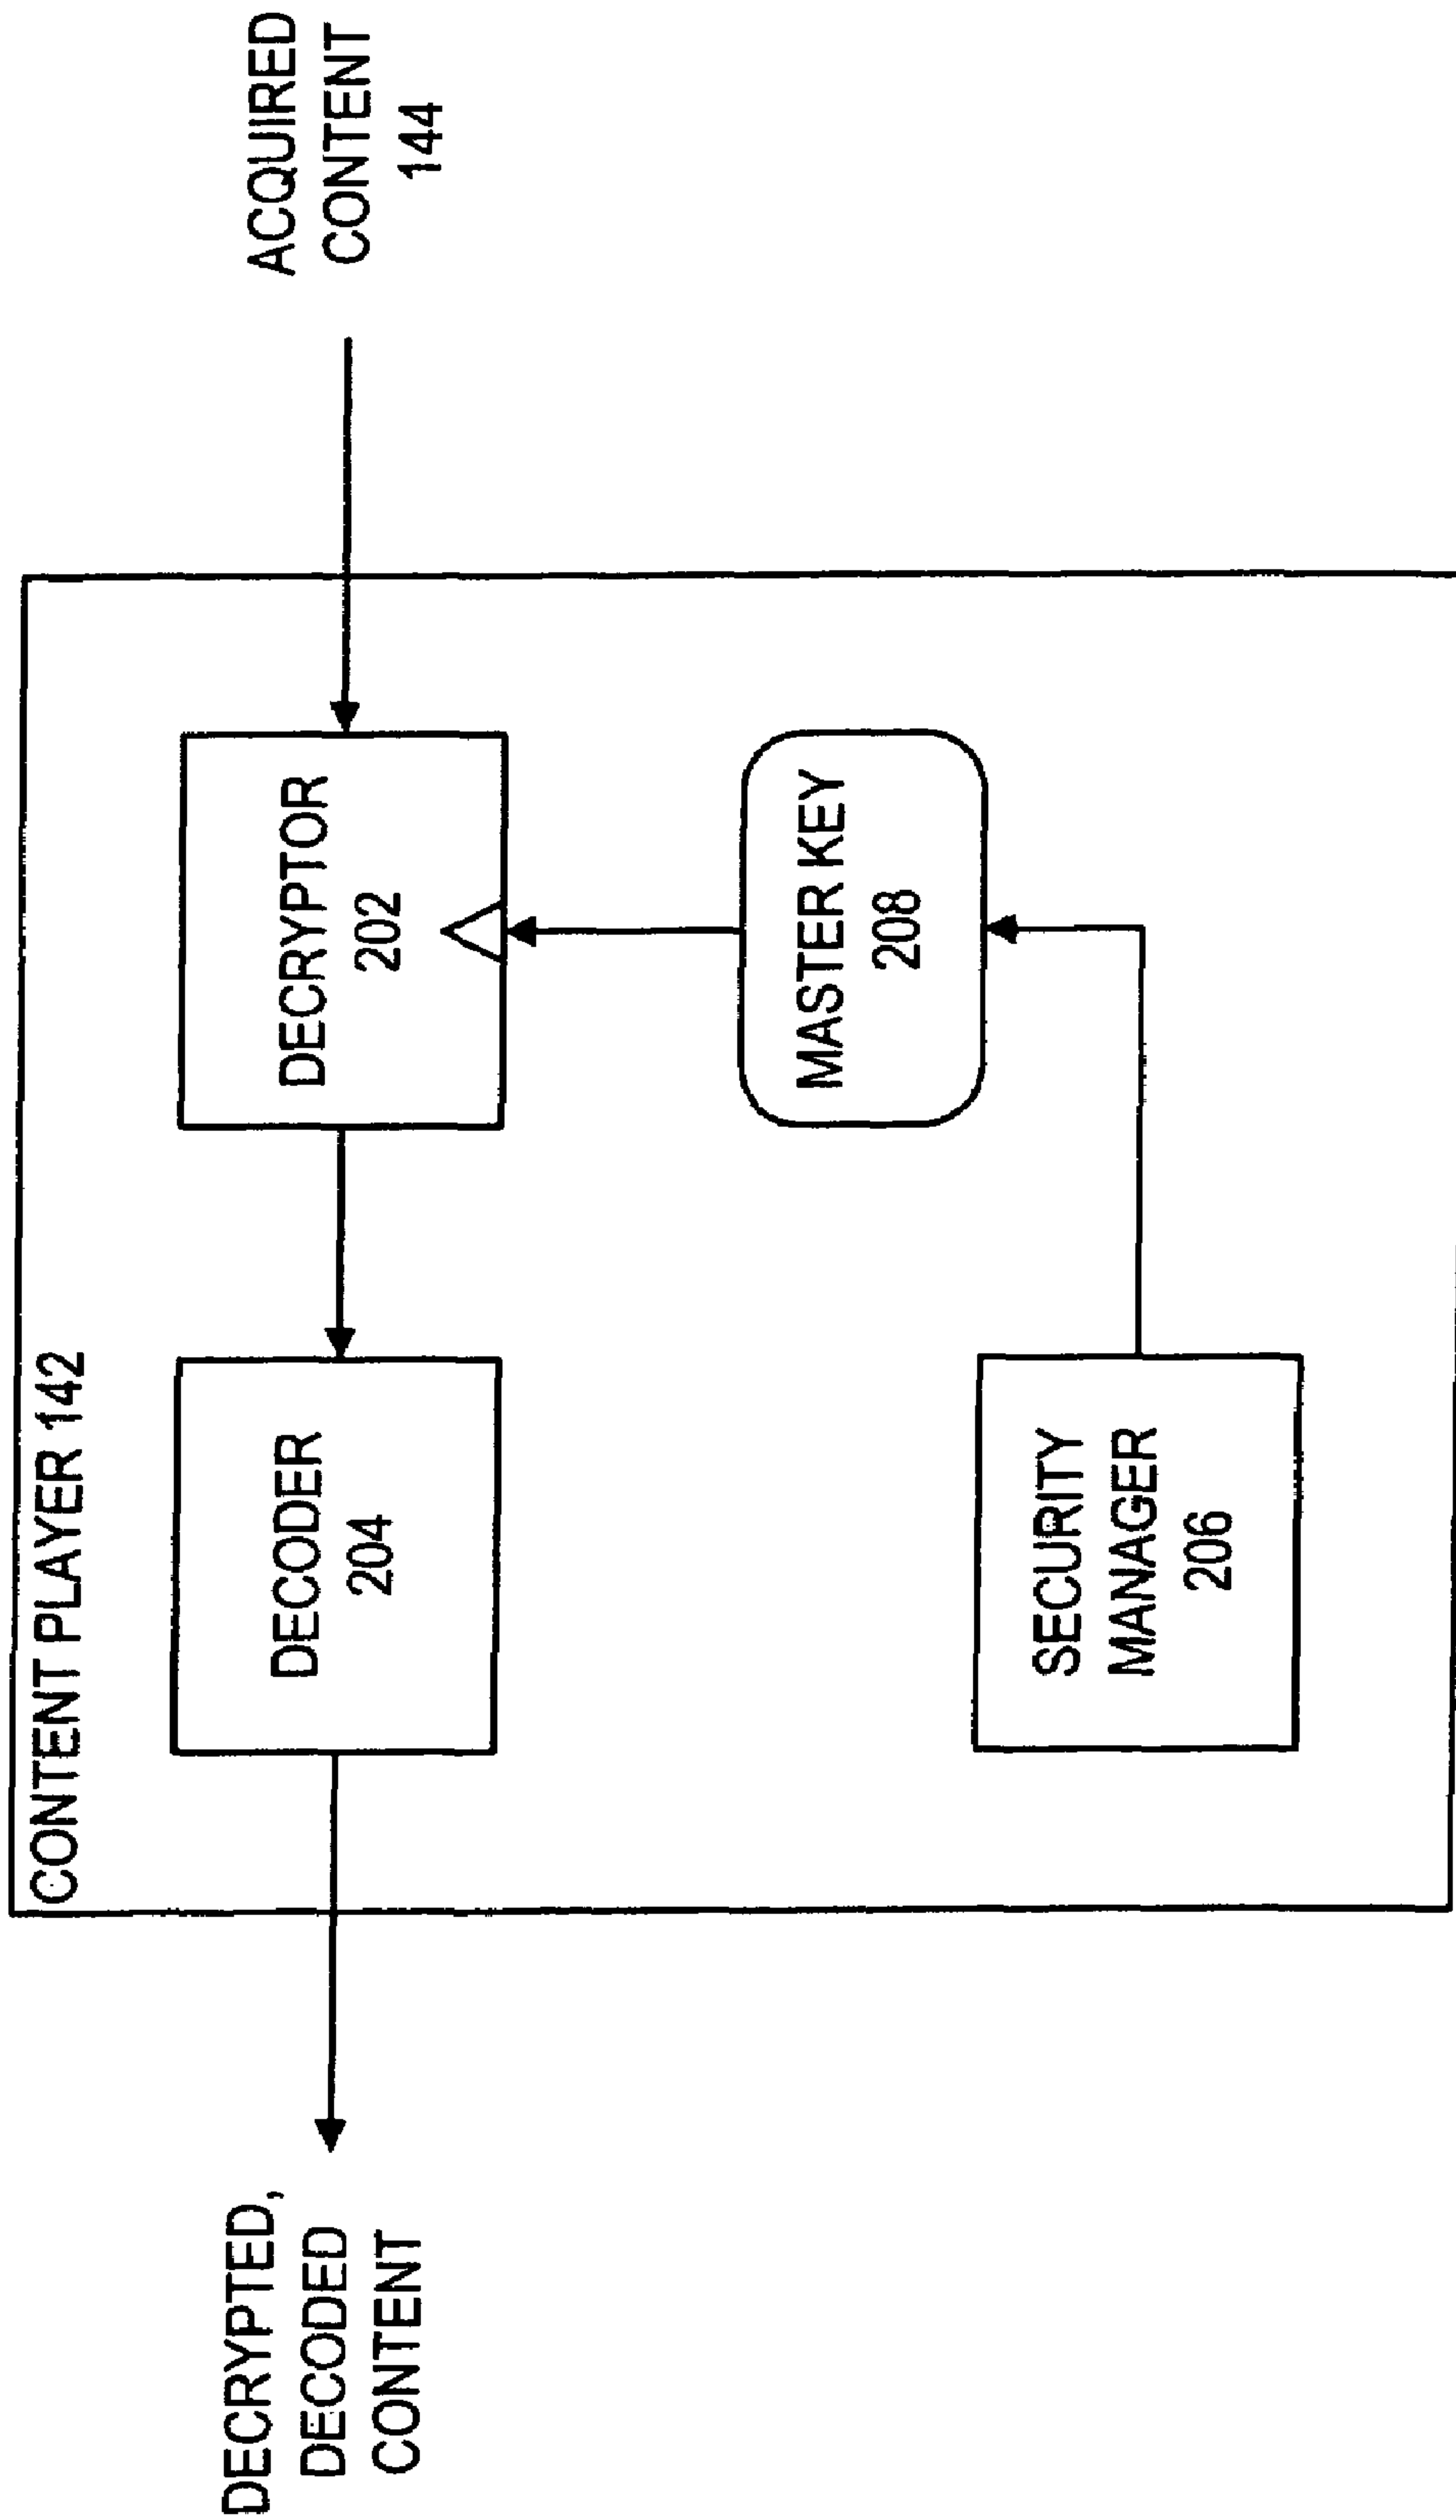 CONTENT PLAYER 142
DECRYPTED,
DECODED
CONTENT
DECODER
204
DECRYPTOR
202
ACQUIRED
CONTENT
144
MASTER KEY
208
SECURITY
MANAGER
206